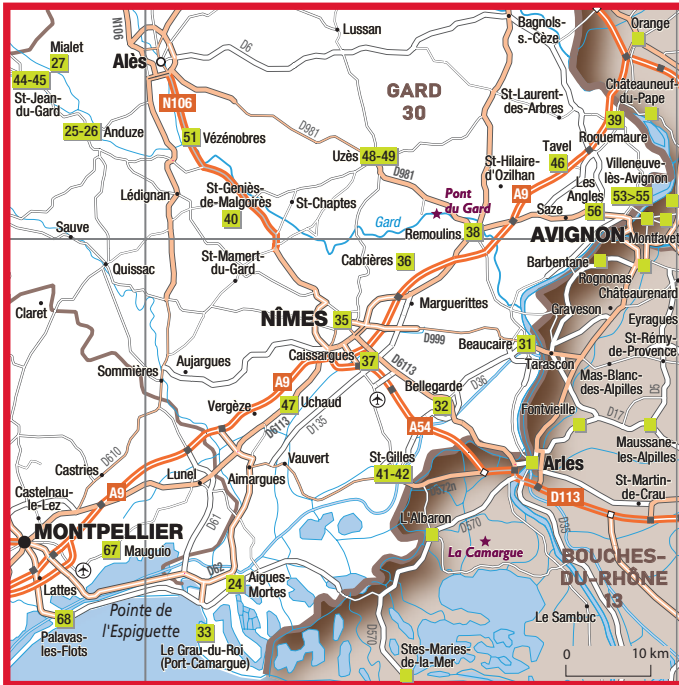 N106
Lussan
Bagnols-
s.-Cèze
Orange
Mialet
27
Alès
D6
44-45
St-Jean-
du-Gard
GARD
30
Châteauneuf-
du-Pape
N106
St-Laurent-
des-Arbres
25-26
Anduze
51
Vézénobres
D981
39
Roquemaure
Uzès
48-49
D981
Tavel
46
St-Hilaire-
d'Ozilhan
Villeneuve-
lès-Avignon
53>55
Lédignan
St-Geniès-
de-Malgoirès
40
St-Chaptes
Pont
du Gard
A9
Les
Angles
56
Saze
Sauve
Gard
Remoulins
38
AVIGNON
Montfavet
Quissac
St-Mamert-
du-Gard
Cabrières
36
Barbentane
Rognonas
Châteaurenard
Claret
Marguerittes
Graveson
Eyragues
NÎMES
35
D999
Beaucaire
31
St-Rémy-
de-Provence
Caissargues
37
D6113
Tarascon
Aujargues
Sommières
A9
Bellegarde
32
D36
Mas-Blanc-
des-Alpilles
Vergèze
47
Uchaud
D6113
D135
Fontvieille
D17
D5
A54
Maussane-
les-Alpilles
D610
Castries
Vauvert
St-Gilles
41-42
Arles
Lunel
Aimargues
St-Martin-
de-Crau
Castelnau-
le-Lez
A9
D572n
D113
L'Albaron
D570
D35
MONTPELLIER
D61
67
Mauguio
La Camargue
BOUCHES-
DU-RHÔNE
13
Lattes
D62
24
Aigues-
Mortes
68
Palavas-
les-Flots
Pointe de
l'Espiguette
33
Le Grau-du-Roi
(Port-Camargue)
D570
Le Sambuc
Stes-Maries-
de-la-Mer
0
10 km